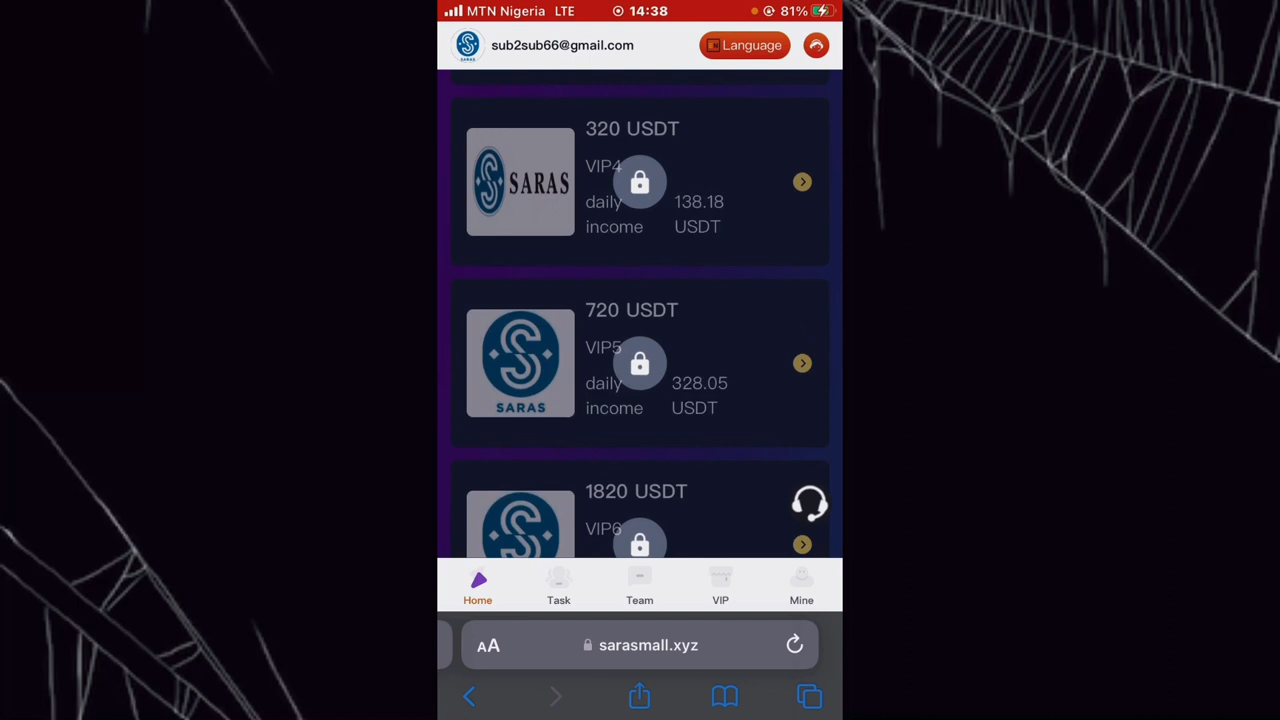 MTN Nigeria LTE 14:38 81%
SARAS
sub2sub66@gmail.com
Language
320 USDT
SARAS
VIP4
daily income 138.18 USDT
720 USDT
VIP5
daily income 328.05 USDT
SARAS
1820 USDT
VIP6
Home Task Team VIP Mine
AA sarasmall.xyz